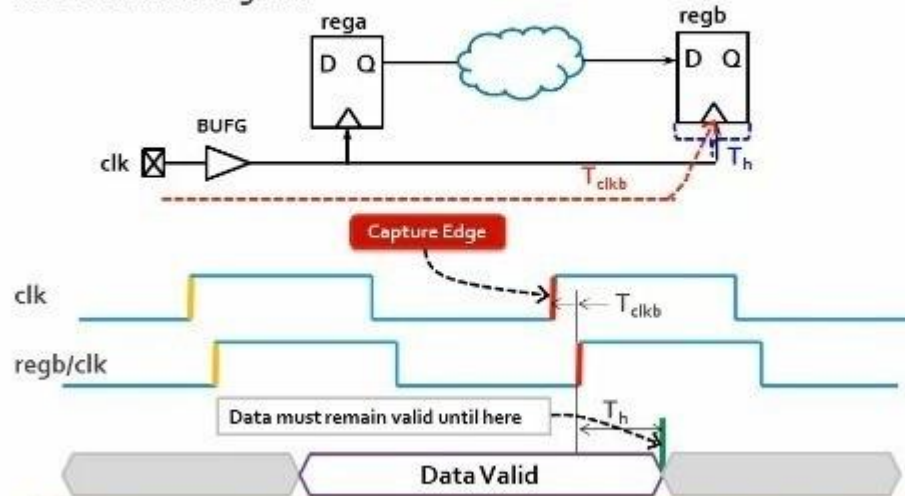 rega
regb
D Q
D Q
BUFG
clk
Tclkb
Th
Capture Edge
clk
Tclkb
regb/clk
Data must remain valid until here
Th
Data Valid